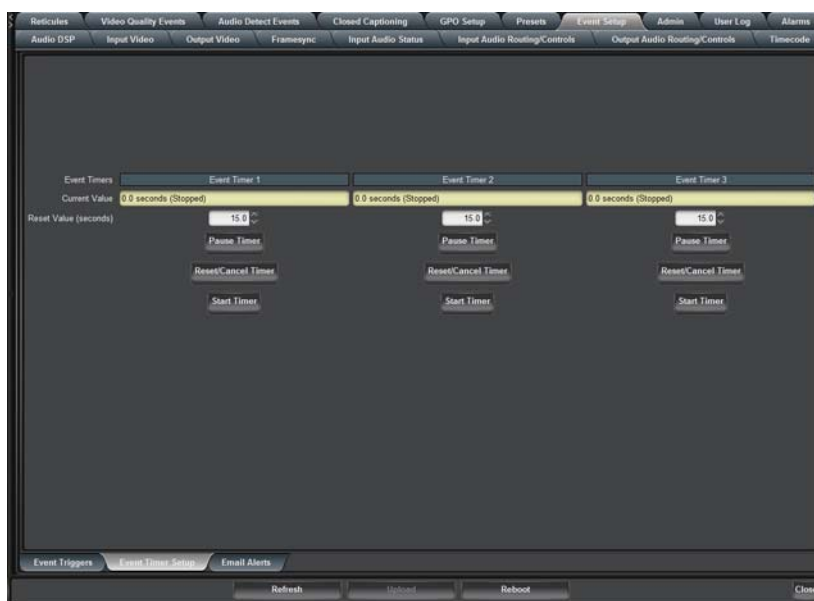 Reticules Video Quality Events Audio Detect Events Closed Captioning GPO Setup Presets Event Setup Admin User Log Alarms
Audio DSP Input Video Output Video Framesync Input Audio Status Input Audio Routing/Controls Output Audio Routing/Controls Timecode
Event Timers Event Timer 1 Event Timer 2 Event Timer 3
Current Value 0.0 seconds (Stopped) 0.0 seconds (Stopped) 0.0 seconds (Stopped)
Reset Value (seconds) 15.0 15.0 15.0
Pause Timer Pause Timer Pause Timer
Reset/Cancel Timer Reset/Cancel Timer Reset/Cancel Timer
Start Timer Start Timer Start Timer
Event Triggers Event Timer Setup Email Alerts
Refresh Upload Reboot Close